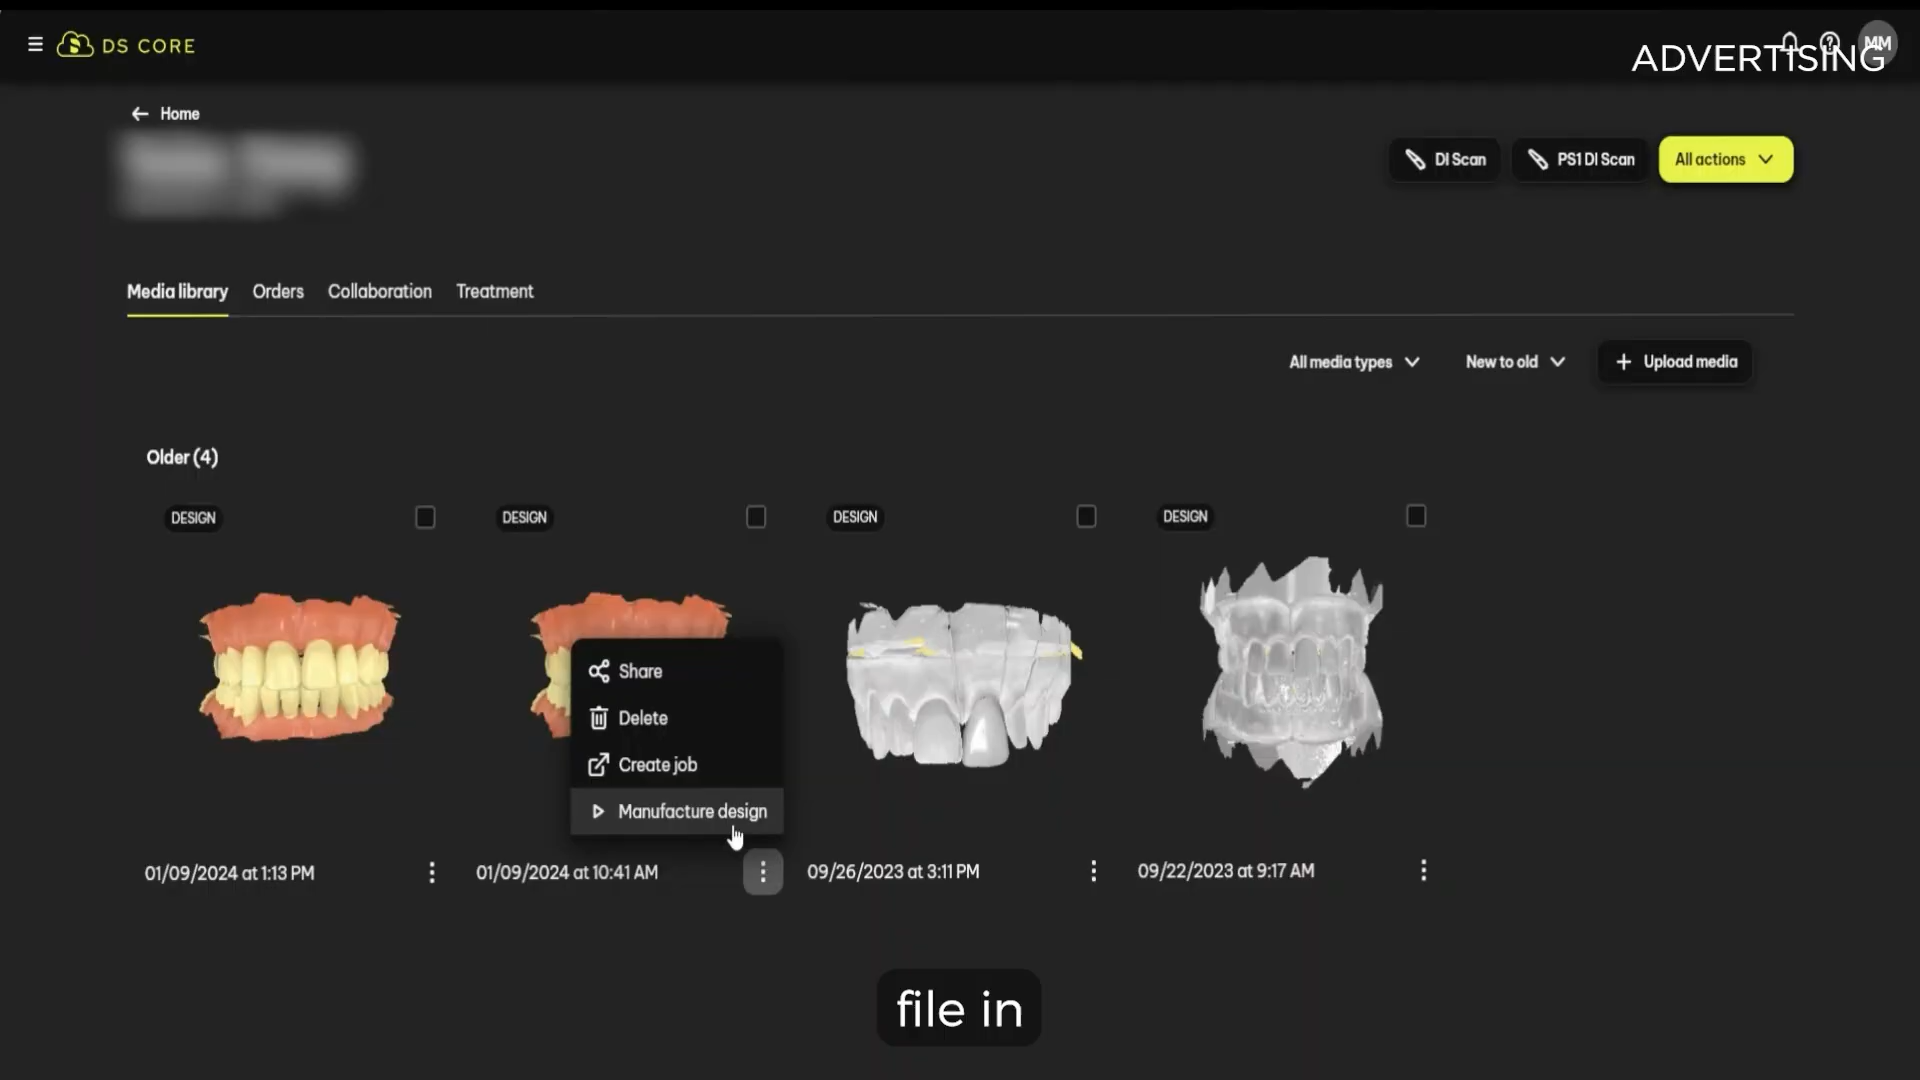 DS CORE
MM
ADVERTISING
Home
DI Scan
PS1 DI Scan
All actions
Media library
Orders
Collaboration
Treatment
All media types
New to old
Upload media
Older (4)
DESIGN
DESIGN
DESIGN
DESIGN
Share
Delete
Create job
Manufacture design
01/09/2024 at 1:13 PM
01/09/2024 at 10:41 AM
09/26/2023 at 3:11 PM
09/22/2023 at 9:17 AM
file in